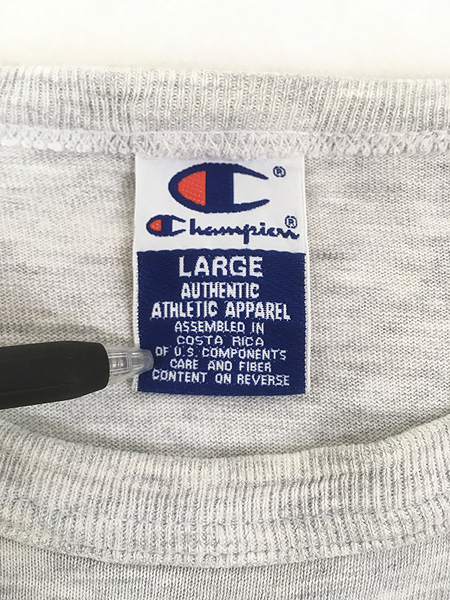 ®
Champion®
LARGE
AUTHENTIC
ATHLETIC APPAREL
ASSEMBLED IN
COSTA RICA
OF U.S. COMPONENTS
CARE AND FIBER
CONTENT ON REVERSE